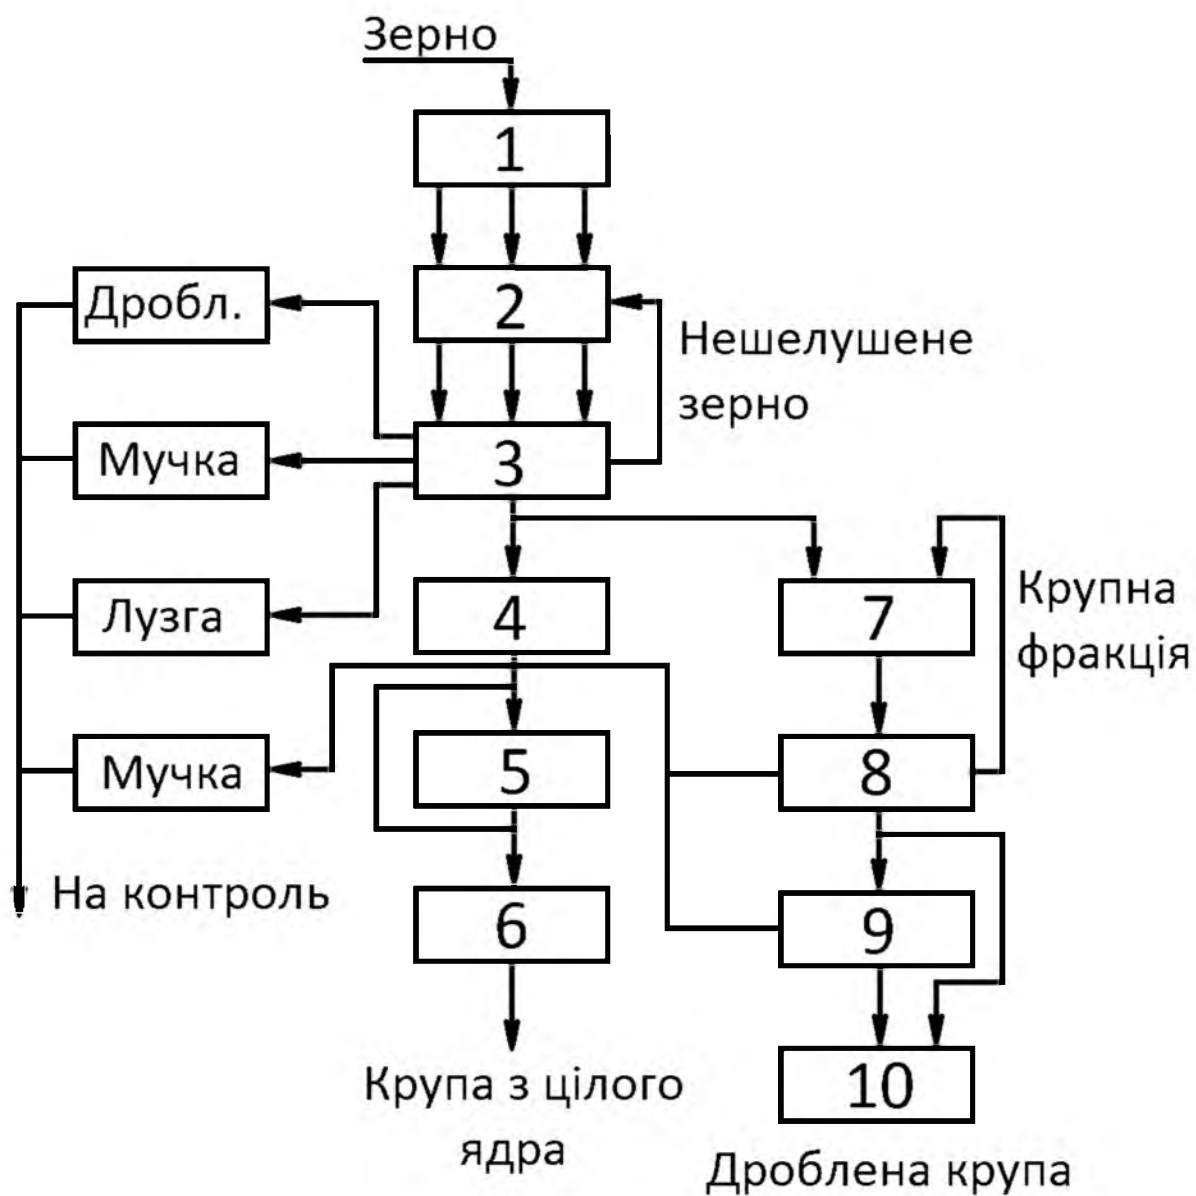 Зерно
1
2
Дробл.
Нешелушене
зерно
3
Мучка
4
7
Крупна
фракція
Лузга
5
8
Мучка
На контроль
6
9
Крупа з цілого
ядра
10
Дроблена крупа